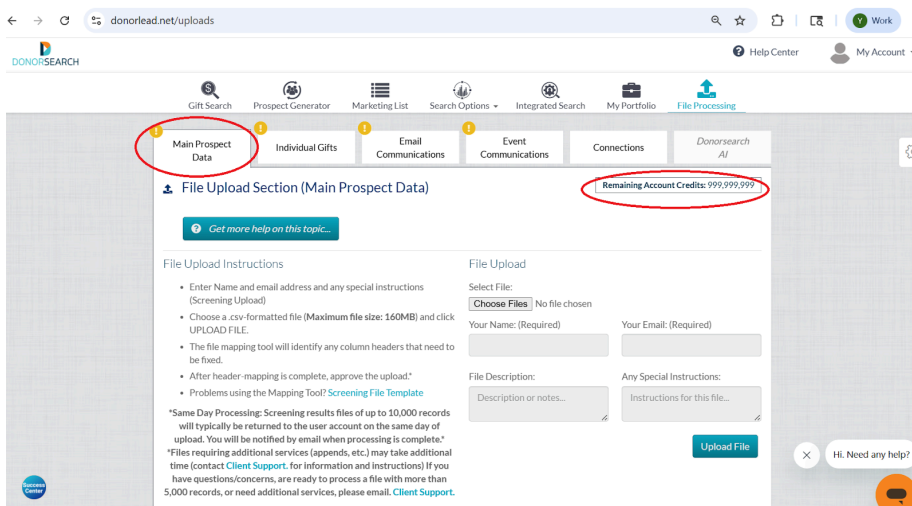 donorlead.net/uploads
Y Work
DONORSEARCH
? Help Center
My Account
Gift Search
Prospect Generator
Marketing List
Search Options
Integrated Search
My Portfolio
File Processing
! Main Prospect
Data
! Individual Gifts
! Email
Communications
! Event
Communications
Connections
Donorsearch
AI
File Upload Section (Main Prospect Data)
Remaining Account Credits: 999,999,999
? Get more help on this topic...
File Upload Instructions
• Enter Name and email address and any special instructions
(Screening Upload)
• Choose a .csv-formatted file (Maximum file size: 160MB) and click
UPLOAD FILE.
• The file mapping tool will identify any column headers that need to
be fixed.
• After header-mapping is complete, approve the upload.*
• Problems using the Mapping Tool? Screening File Template
*Same Day Processing: Screening results files of up to 10,000 records
will typically be returned to the user account on the same day of
upload. You will be notified by email when processing is complete.*
*Files requiring additional services (appends, etc.) may take additional
time (contact Client Support. for information and instructions) If you
have questions/concerns, are ready to process a file with more than
5,000 records, or need additional services, please email. Client Support.
File Upload
Select File:
Choose Files No file chosen
Your Name: (Required)
Your Email: (Required)
File Description:
Any Special Instructions:
Description or notes...
Instructions for this file...
Upload File
Hi. Need any help?
Success
Center